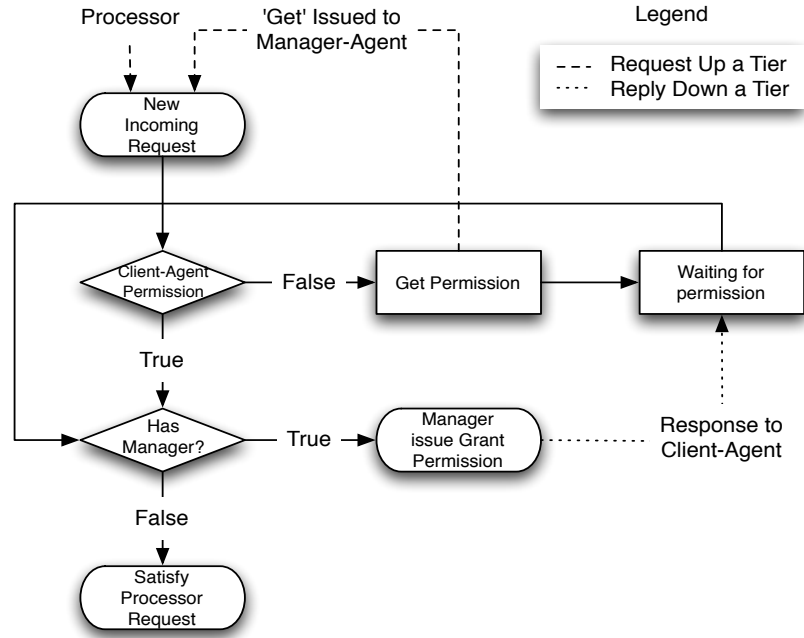 Processor
'Get' Issued to
Manager-Agent
Legend
Request Up a Tier
Reply Down a Tier
New
Incoming
Request
Client-Agent
Permission
False
Get Permission
Waiting for
permission
True
Has
Manager?
True
Manager
issue Grant
Permission
Response to
Client-Agent
False
Satisfy
Processor
Request